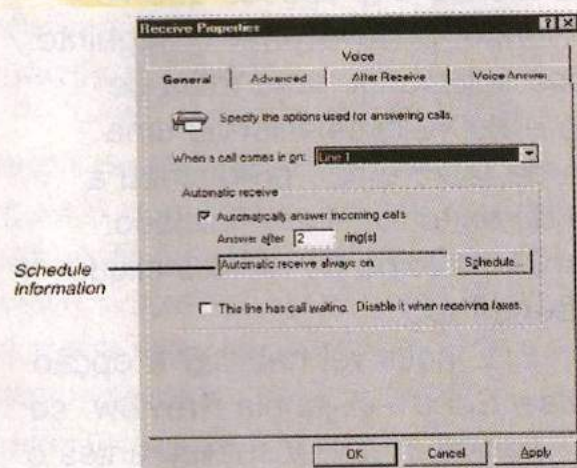 Receive Properties
Voice
General Advanced After Receive Voice Answer
Specify the options used for answering calls.
When a call comes in on: Line 1
Automatic receive
Automatically answer incoming calls
Answer after 2 ring(s)
Automatic receive always on. Schedule...
Schedule information
This line has call waiting. Disable it when receiving faxes.
OK Cancel Apply